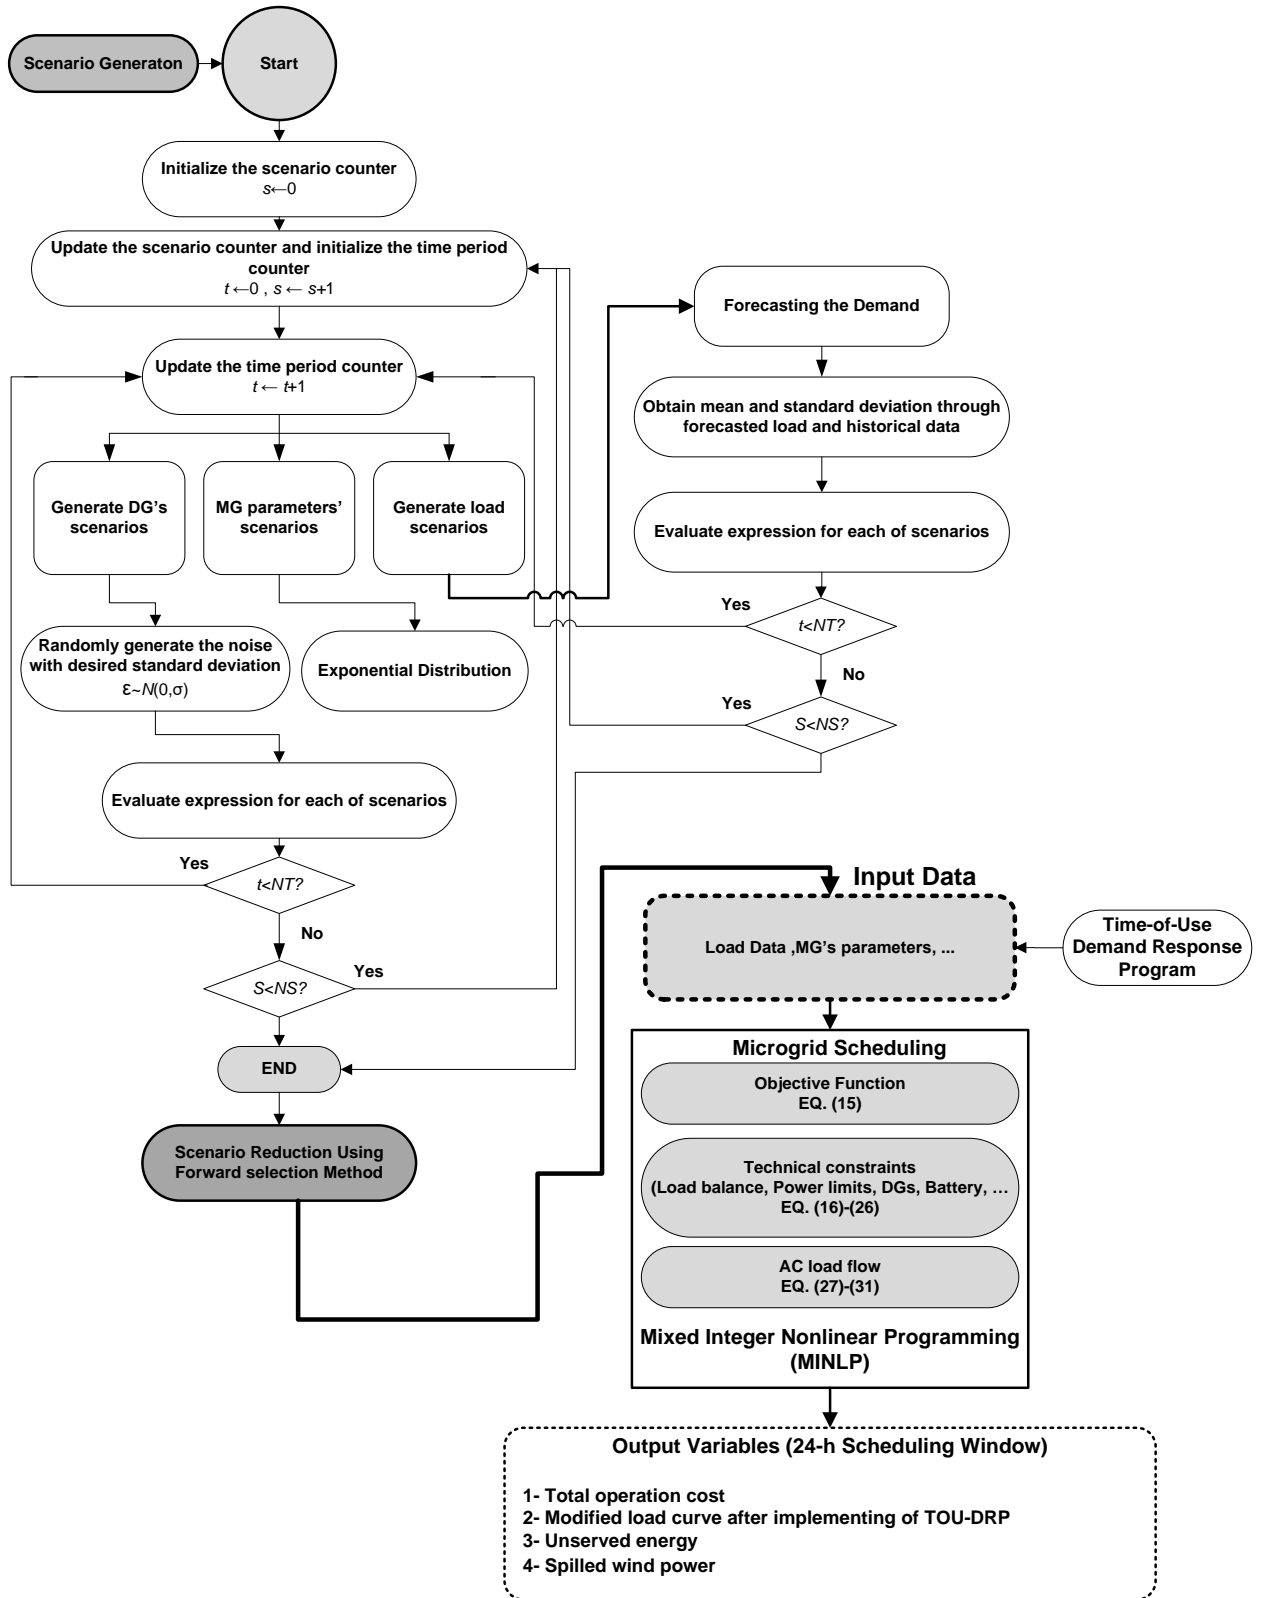 Scenario Generaton
Start
Initialize the scenario counter
s←0
Update the scenario counter and initialize the time period
counter
t ←0 , s ← s+1
Update the time period counter
t ← t+1
Generate DG's
scenarios
MG parameters'
scenarios
Generate load
scenarios
Randomly generate the noise
with desired standard deviation
ε~N(0,σ)
Exponential Distribution
Evaluate expression for each of scenarios
Yes
t<NT?
No
S<NS?
Yes
END
Scenario Reduction Using
Forward selection Method
Forecasting the Demand
Obtain mean and standard deviation through
forecasted load and historical data
Evaluate expression for each of scenarios
Yes
t<NT?
No
Yes
S<NS?
Input Data
Load Data ,MG's parameters, ...
Time-of-Use
Demand Response
Program
Microgrid Scheduling
Objective Function
EQ. (15)
Technical constraints
(Load balance, Power limits, DGs, Battery, …
EQ. (16)-(26)
AC load flow
EQ. (27)-(31)
Mixed Integer Nonlinear Programming
(MINLP)
Output Variables (24-h Scheduling Window)
1- Total operation cost
2- Modified load curve after implementing of TOU-DRP
3- Unserved energy
4- Spilled wind power